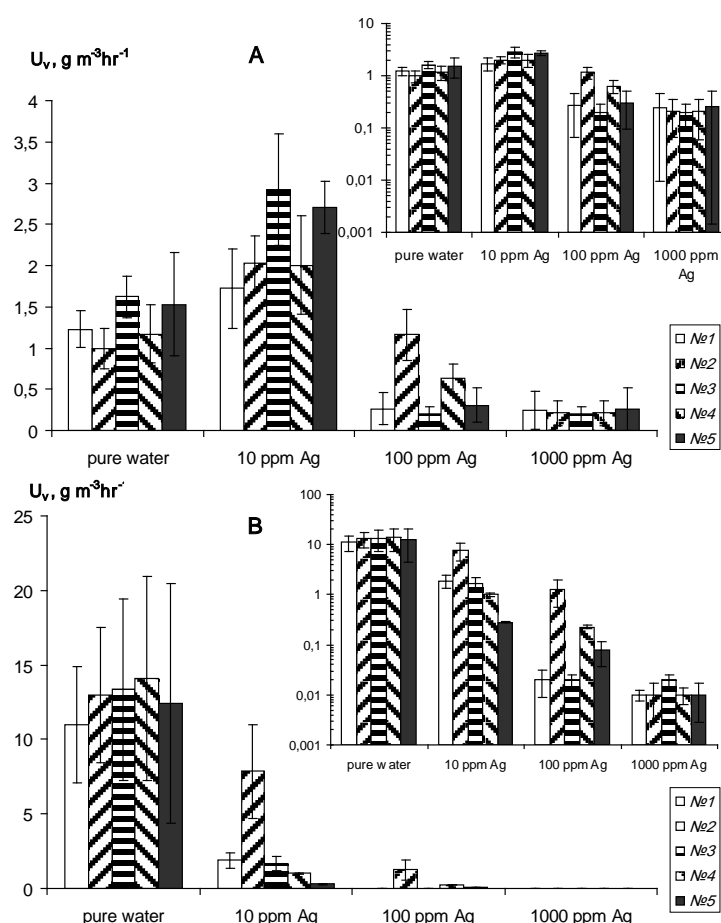 A
Uᵥ, g m⁻³hr⁻¹
4
3,5
3
2,5
2
1,5
1
0,5
0
pure water
10 ppm Ag
100 ppm Ag
1000 ppm Ag
10
1
0,1
0,01
0,001
pure water
10 ppm Ag
100 ppm Ag
1000 ppm
Ag
№1
№2
№3
№4
№5
Uᵥ, g m⁻³hr⁻
B
25
20
15
10
5
0
pure water
10 ppm Ag
100 ppm Ag
1000 ppm Ag
100
10
1
0,1
0,01
0,001
pure water
10 ppm Ag
100 ppm Ag
1000 ppm Ag
№1
№2
№3
№4
№5